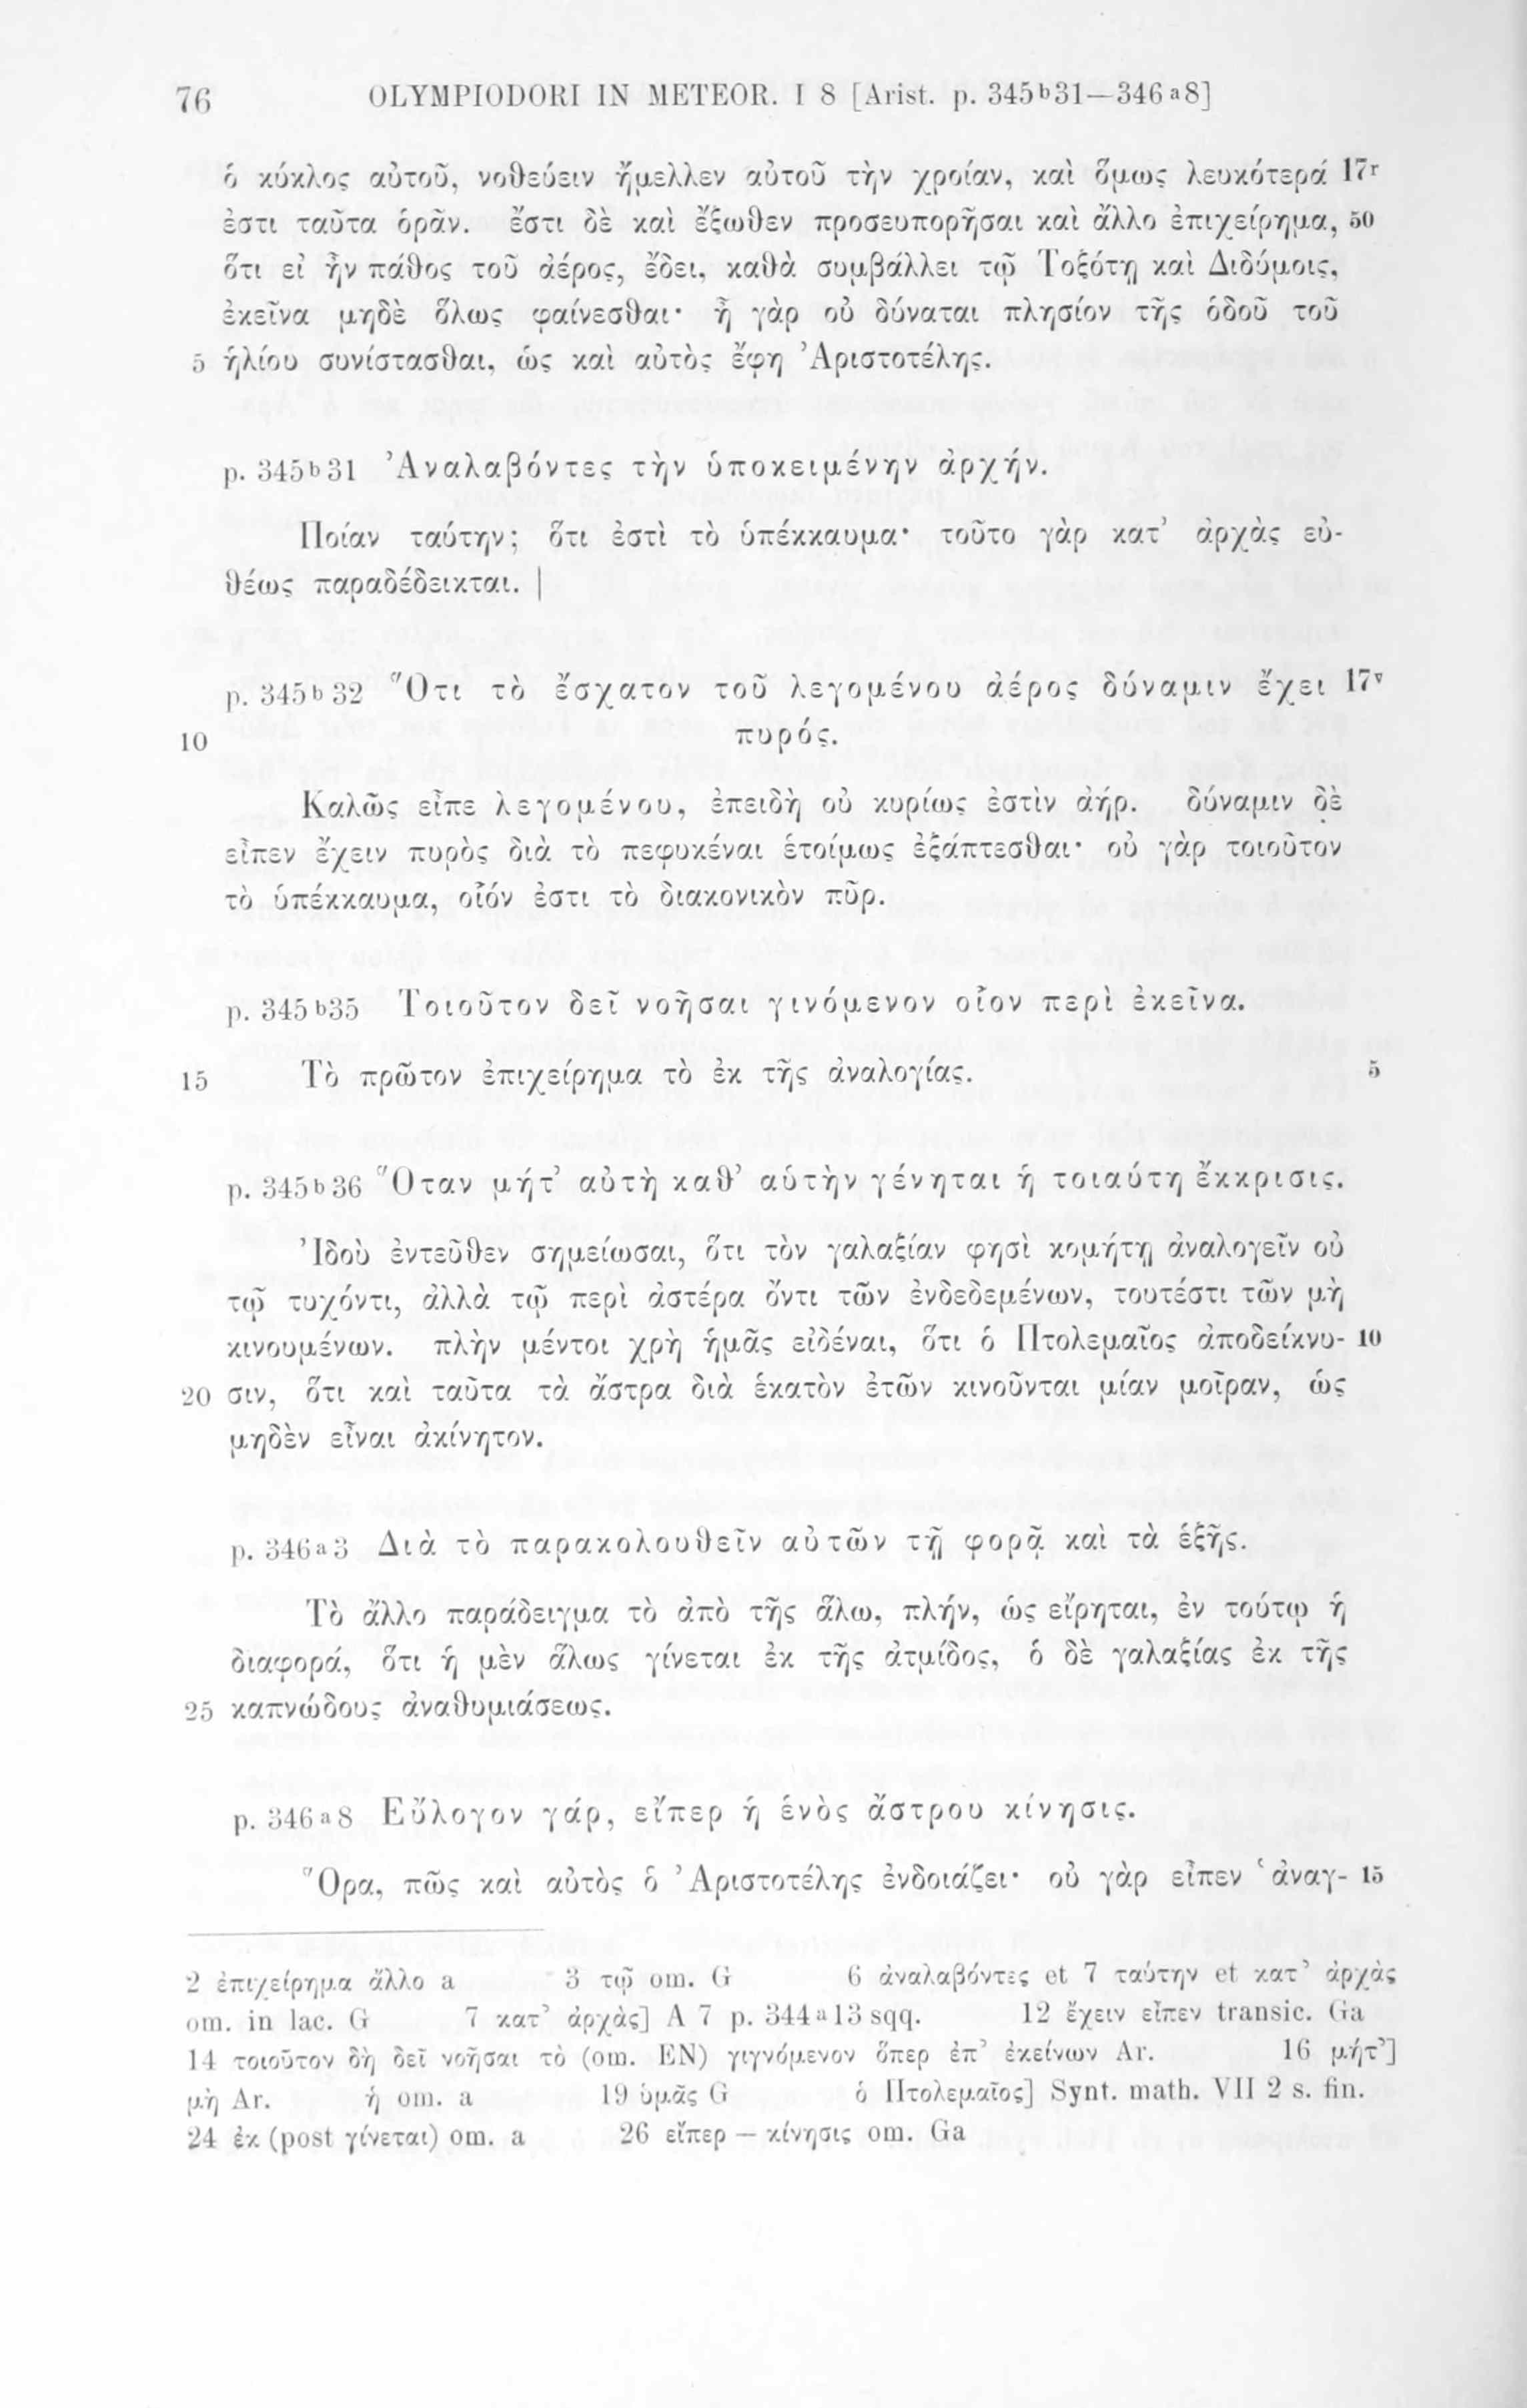 76 OLYMPIODORI IN METEOR. I 8 [Arist. p. 345ᵇ31—346ᵃ8]
ὁ κύκλος αὐτοῦ, νοθεύειν ἤμελλεν αὐτοῦ τὴν χροίαν, καὶ ὅμως λευκότερά 17ʳ
ἐστι ταῦτα ὁρᾶν. ἔστι δὲ καὶ ἔξωθεν προσευπορῆσαι καὶ ἄλλο ἐπιχείρημα, 50
ὅτι εἰ ἦν πάθος τοῦ ἀέρος, ἔδει, καθὰ συμβάλλει τῷ Τοξότῃ καὶ Διδύμοις,
ἐκεῖνα μηδὲ ὅλως φαίνεσθαι· ἦ γὰρ οὐ δύναται πλησίον τῆς ὁδοῦ τοῦ
5 ἡλίου συνίστασθαι, ὡς καὶ αὐτὸς ἔφη Ἀριστοτέλης.
p. 345ᵇ31 Ἀναλαβόντες τὴν ὑποκειμένην ἀρχήν.
Ποίαν ταύτην; ὅτι ἐστὶ τὸ ὑπέκκαυμα· τοῦτο γὰρ κατ’ ἀρχὰς εὐ-
θέως παραδέδεικται. |
p. 345ᵇ32 Ὅτι τὸ ἔσχατον τοῦ λεγομένου ἀέρος δύναμιν ἔχει 17ᵛ
10 πυρός.
Καλῶς εἶπε λεγομένου, ἐπειδὴ οὐ κυρίως ἐστὶν ἀήρ. δύναμιν δὲ
εἶπεν ἔχειν πυρὸς διὰ τὸ πεφυκέναι ἑτοίμως ἐξάπτεσθαι· οὐ γὰρ τοιοῦτον
τὸ ὑπέκκαυμα, οἷόν ἐστι τὸ διακονικὸν πῦρ.
p. 345ᵇ35 Τοιοῦτον δεῖ νοῆσαι γινόμενον οἷον περὶ ἐκεῖνα.
15 Τὸ πρῶτον ἐπιχείρημα τὸ ἐκ τῆς ἀναλογίας. 5
p. 345ᵇ36 Ὅταν μήτ’ αὐτὴ καθ’ αὑτὴν γένηται ἡ τοιαύτη ἔκκρισις.
Ἰδοὺ ἐντεῦθεν σημείωσαι, ὅτι τὸν γαλαξίαν φησὶ κομήτῃ ἀναλογεῖν οὐ
τῷ τυχόντι, ἀλλὰ τῷ περὶ ἀστέρα ὄντι τῶν ἐνδεδεμένων, τουτέστι τῶν μὴ
κινουμένων. πλὴν μέντοι χρὴ ἡμᾶς εἰδέναι, ὅτι ὁ Πτολεμαῖος ἀποδείκνυ- 10
20 σιν, ὅτι καὶ ταῦτα τὰ ἄστρα διὰ ἑκατὸν ἐτῶν κινοῦνται μίαν μοῖραν, ὡς
μηδὲν εἶναι ἀκίνητον.
p. 346ᵃ3 Διὰ τὸ παρακολουθεῖν αὐτῶν τῇ φορᾷ καὶ τὰ ἑξῆς.
Τὸ ἄλλο παράδειγμα τὸ ἀπὸ τῆς ἅλω, πλήν, ὡς εἴρηται, ἐν τούτῳ ἡ
διαφορά, ὅτι ἡ μὲν ἅλως γίνεται ἐκ τῆς ἀτμίδος, ὁ δὲ γαλαξίας ἐκ τῆς
25 καπνώδους ἀναθυμιάσεως.
p. 346ᵃ8 Εὔλογον γάρ, εἴπερ ἡ ἑνὸς ἄστρου κίνησις.
Ὅρα, πῶς καὶ αὐτὸς ὁ Ἀριστοτέλης ἐνδοιάζει· οὐ γὰρ εἶπεν ‘ἀναγ- 15
2 ἐπιχείρημα ἄλλο a 3 τῷ om. G 6 ἀναλαβόντες et 7 ταύτην et κατ’ ἀρχὰς
om. in lac. G 7 κατ’ ἀρχὰς] A 7 p. 344ᵃ13 sqq. 12 ἔχειν εἶπεν transic. Ga
14 τοιοῦτον δὴ δεῖ νοῆσαι τὸ (om. EN) γιγνόμενον ὅπερ ἐπ’ ἐκείνων Ar. 16 μήτ’]
μὴ Ar. ἡ om. a 19 ὑμᾶς G ὁ Πτολεμαῖος] Synt. math. VII 2 s. fin.
24 ἐκ (post γίνεται) om. a 26 εἴπερ — κίνησις om. Ga